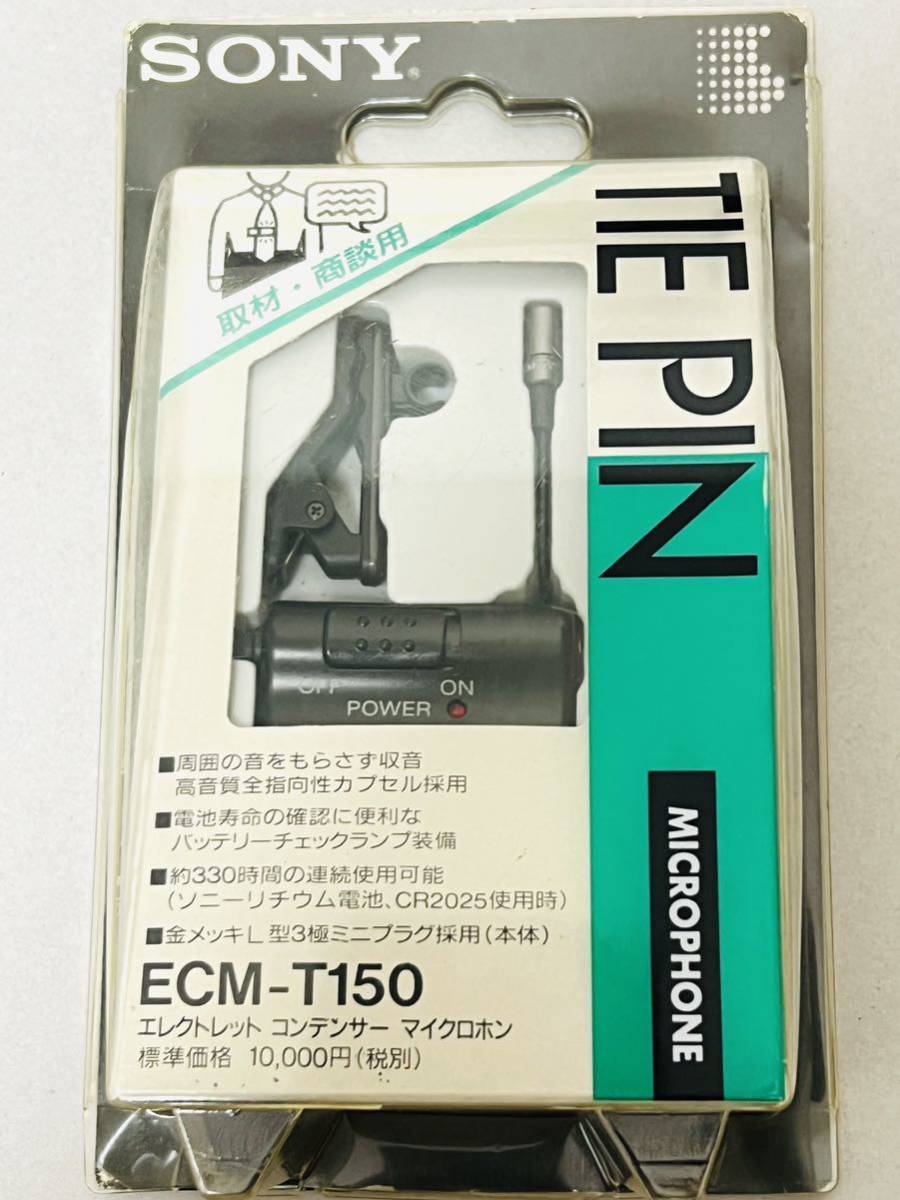 SONY
取材・商談用
TIE PIN
OFF ON
POWER
■周囲の音をもらさず収音
高音質全指向性カプセル採用
■電池寿命の確認に便利な
バッテリーチェックランプ装備
■約330時間の連続使用可能
(ソニーリチウム電池、CR2025使用時)
■金メッキL型3極ミニプラグ採用(本体)
ECM-T150
エレクトレット コンデンサー マイクロホン
標準価格 10,000円(税別)
MICROPHONE